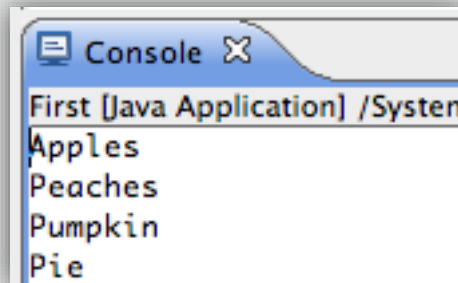 Console
First [Java Application] /System
Apples
Peaches
Pumpkin
Pie